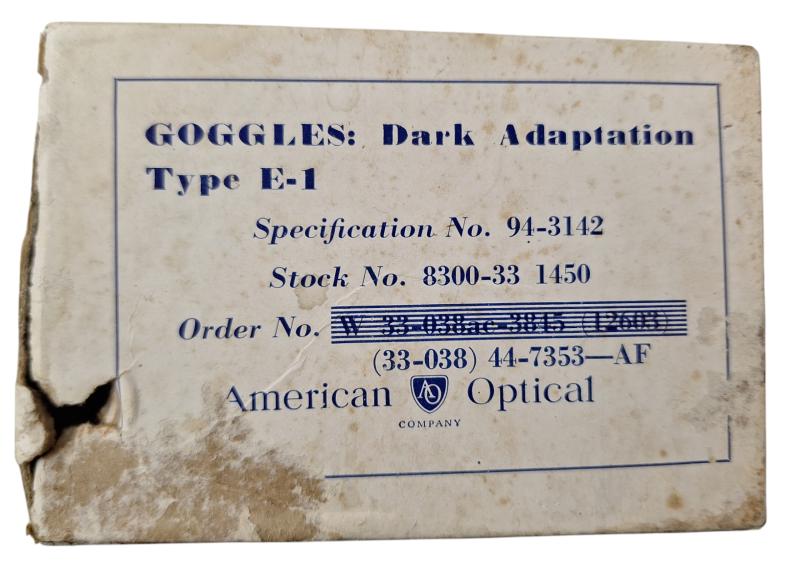 GOGGLES: Dark Adaptation
Type E-1
Specification No. 94-3142
Stock No. 8300-33 1450
Order No. W 33-038ac-3845 (12603)
(33-038) 44-7353—AF
American AO Optical
COMPANY